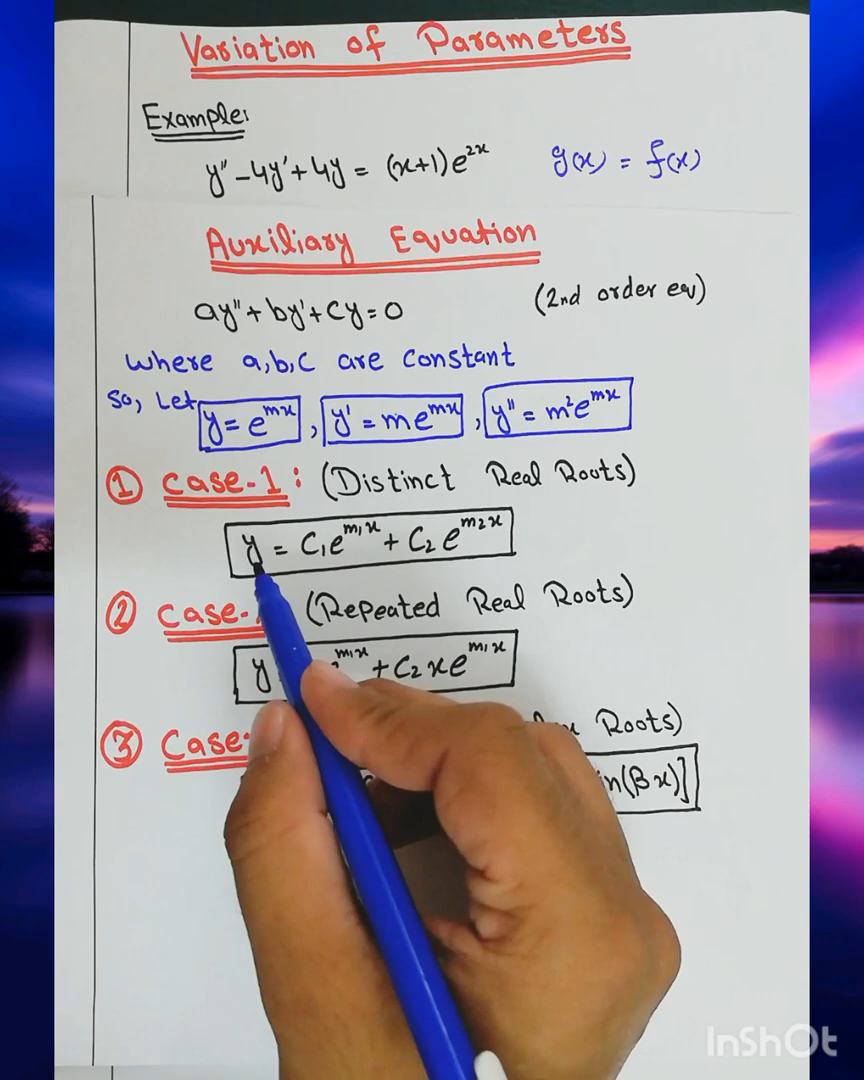 Variation of Parameters
Example:
y" - 4y' + 4y = (x+1)e^2x g(x) = f(x)
Auxiliary Equation
ay" + by' + cy = 0 (2nd order eq)
where a,b,c are constant
So, Let y = e^mx , y' = me^mx , y" = m²e^mx
① Case-1: (Distinct Real Roots)
y = C₁e^m₁x + C₂e^m₂x
② Case- (Repeated Real Roots)
y m₁x + C₂xe^m₁x
③ Case- Roots)
(βx)]
InShOt